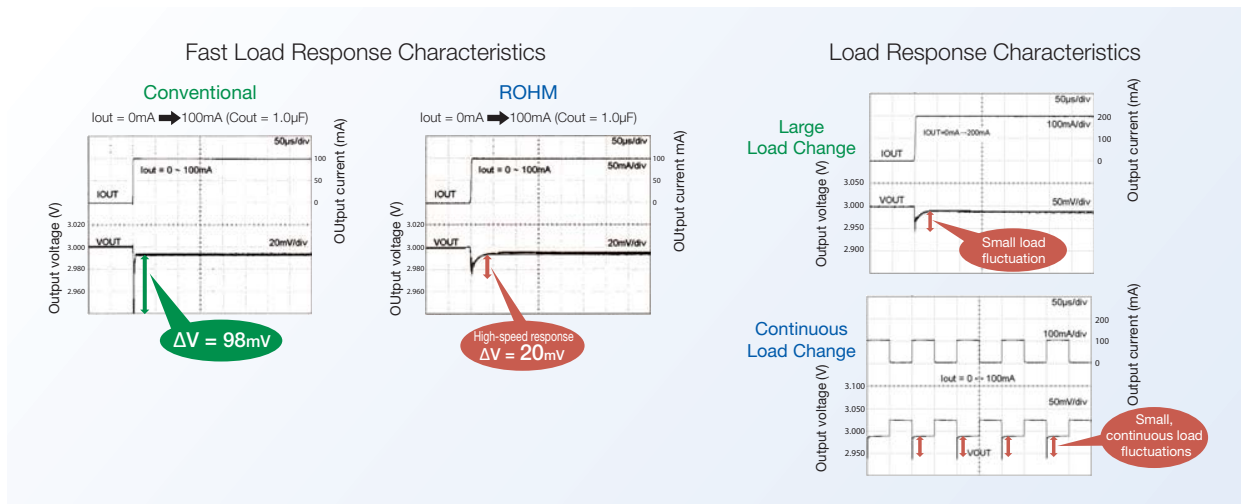 Fast Load Response Characteristics
Conventional
Iout = 0mA ➡ 100mA (Cout = 1.0μF)
50μs/div
Iout = 0 ~ 100mA
IOUT
VOUT
20mV/div
Output voltage (V)
3.020
3.000
2.980
2.960
100
50
0
OUtput current (mA)
ΔV = 98mV
ROHM
Iout = 0mA ➡ 100mA (Cout = 1.0μF)
50μs/div
50mA/div
Iout = 0 ~ 100mA
IOUT
VOUT
20mV/div
OUtput voltage (V)
3.020
3.000
2.980
2.960
100
50
0
OUtput current mA)
High-speed response
ΔV = 20mV
Load Response Characteristics
Large
Load Change
50μs/div
100mA/div
IOUT=0mA→200mA
IOUT
VOUT
50mV/div
Output voltage (V)
3.050
3.000
2.950
2.900
200
100
0
Output current (mA)
Small load
fluctuation
Continuous
Load Change
50μs/div
100mA/div
Iout = 0 ~ 100mA
50mV/div
VOUT
Output voltage (V)
3.100
3.050
3.000
2.950
200
100
0
Output current (mA)
Small,
continuous load
fluctuations